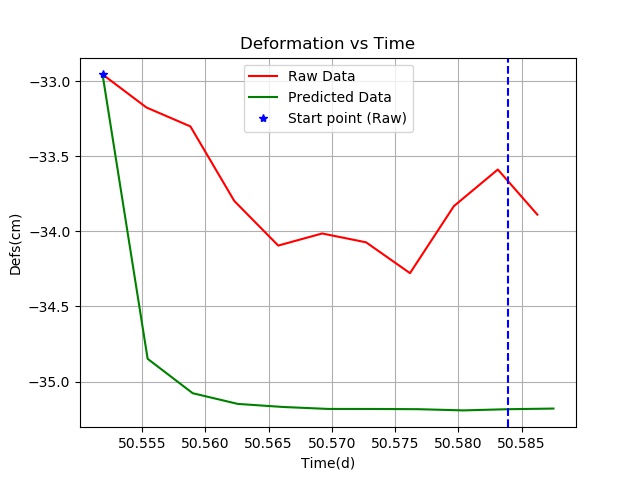 Deformation vs Time
Raw Data
Predicted Data
Start point (Raw)
Defs(cm)
−33.0
−33.5
−34.0
−34.5
−35.0
50.555 50.560 50.565 50.570 50.575 50.580 50.585
Time(d)